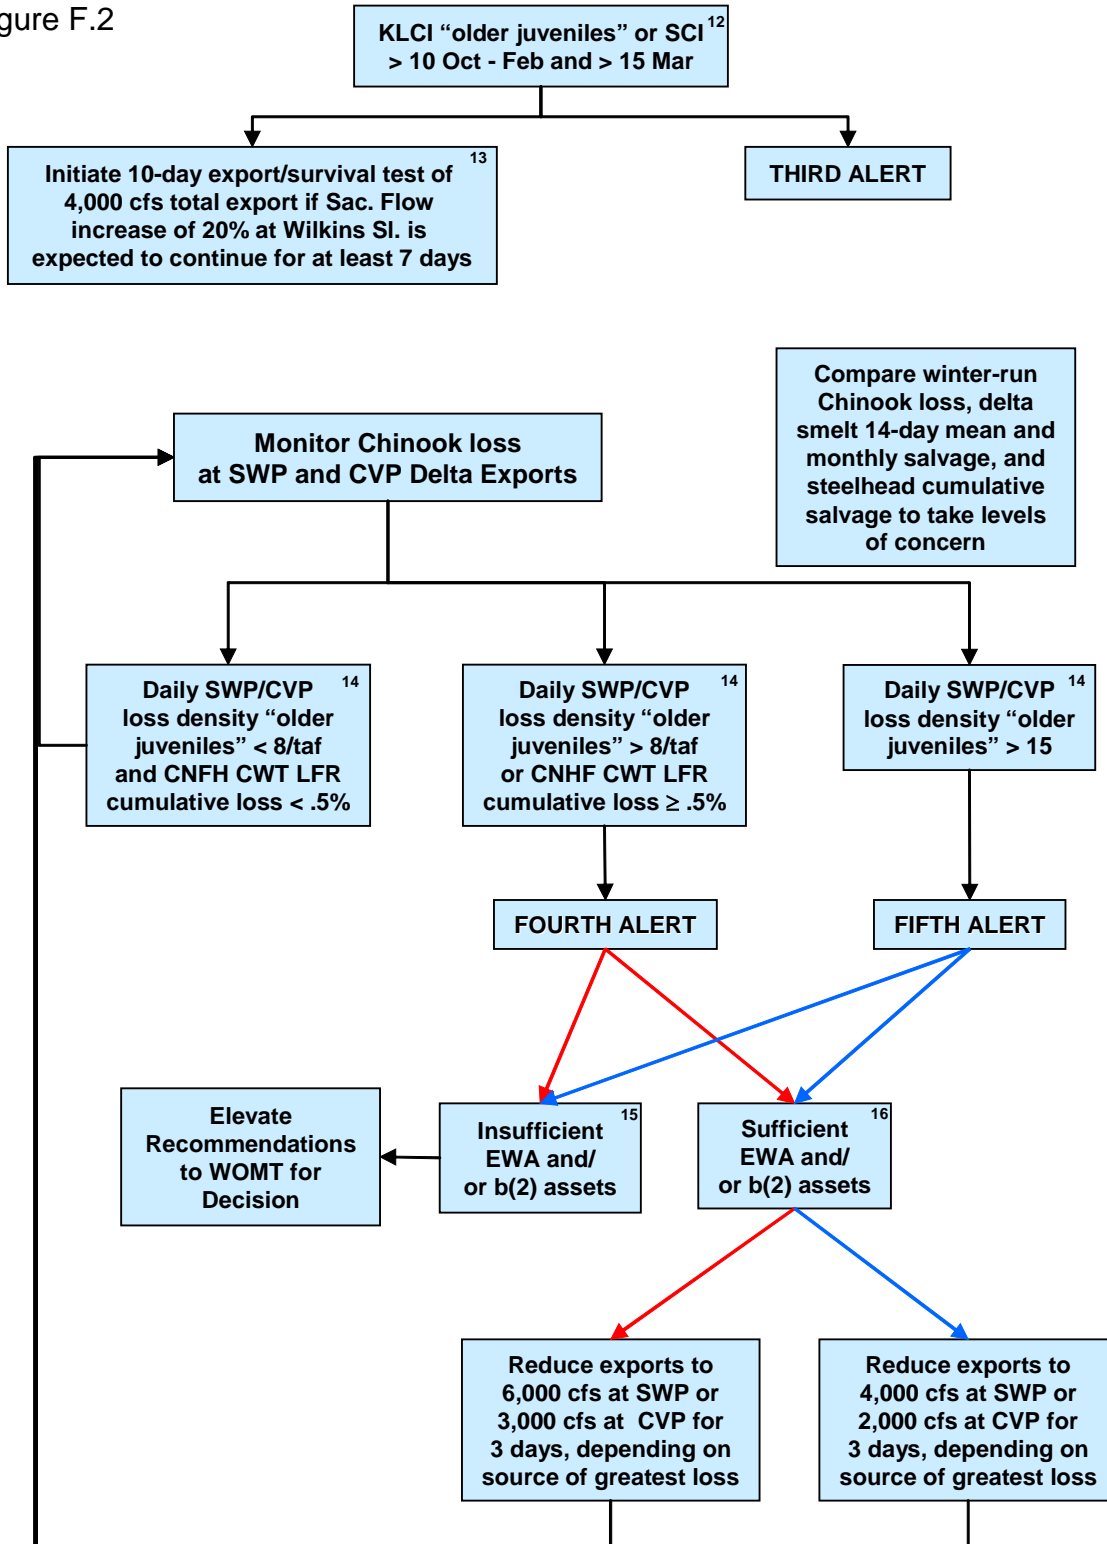 gure F.2
KLCI “older juveniles” or SCI 12
> 10 Oct - Feb and > 15 Mar
13
Initiate 10-day export/survival test of
4,000 cfs total export if Sac. Flow
increase of 20% at Wilkins Sl. is
expected to continue for at least 7 days
THIRD ALERT
Compare winter-run
Chinook loss, delta
smelt 14-day mean and
monthly salvage, and
steelhead cumulative
salvage to take levels
of concern
Monitor Chinook loss
at SWP and CVP Delta Exports
Daily SWP/CVP 14
loss density “older
juveniles” < 8/taf
and CNFH CWT LFR
cumulative loss < .5%
Daily SWP/CVP 14
loss density “older
juveniles” > 8/taf
or CNHF CWT LFR
cumulative loss ≥ .5%
Daily SWP/CVP 14
loss density “older
juveniles” > 15
FOURTH ALERT
FIFTH ALERT
Elevate
Recommendations
to WOMT for
Decision
15
Insufficient
EWA and/
or b(2) assets
16
Sufficient
EWA and/
or b(2) assets
Reduce exports to
6,000 cfs at SWP or
3,000 cfs at CVP for
3 days, depending on
source of greatest loss
Reduce exports to
4,000 cfs at SWP or
2,000 cfs at CVP for
3 days, depending on
source of greatest loss